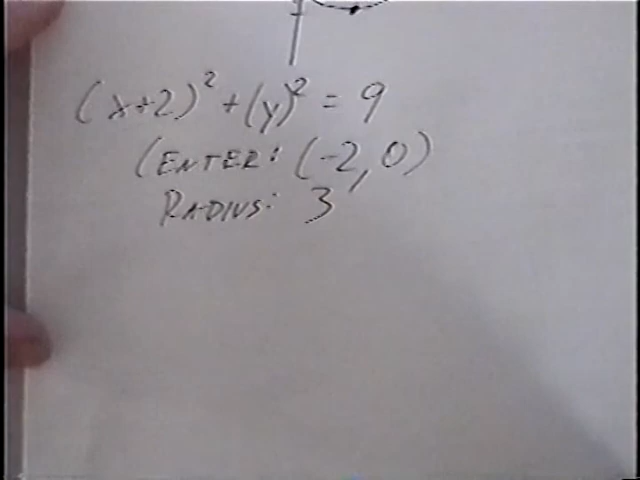 (x+2)² + (y)² = 9
CENTER: (-2, 0)
RADIUS: 3